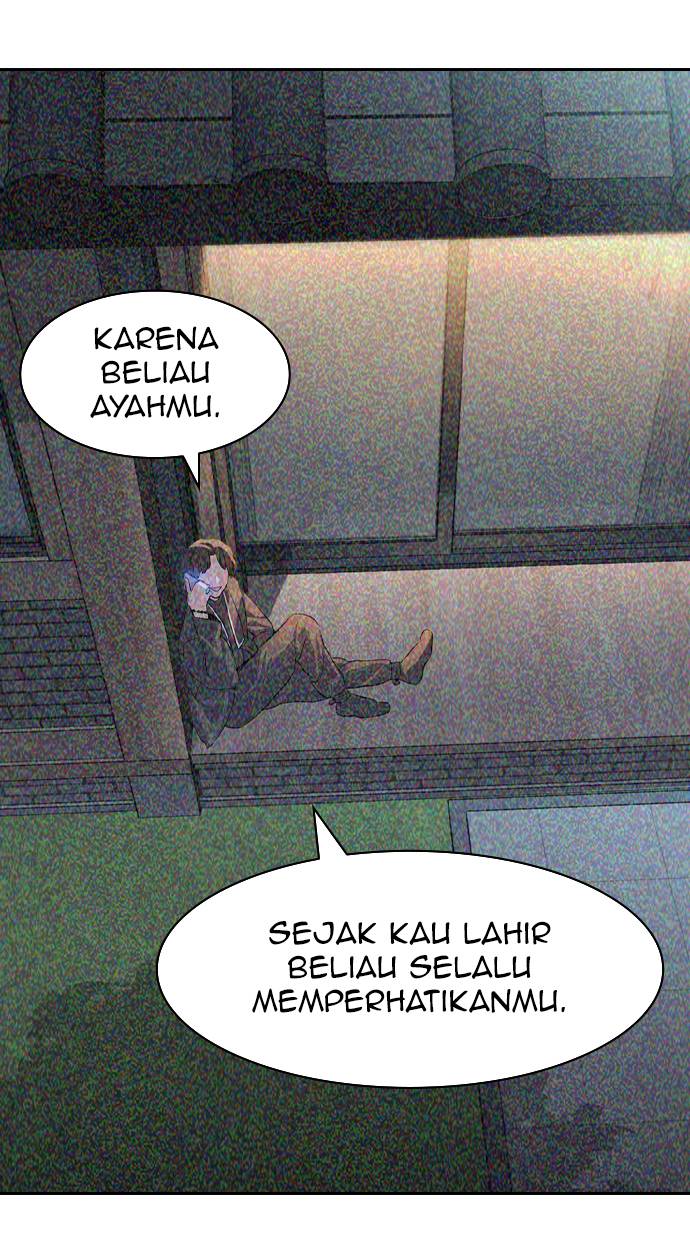 KARENA
BELIAU
AYAHMU.
SEJAK KAU LAHIR
BELIAU SELALU
MEMPERHATIKANMU.